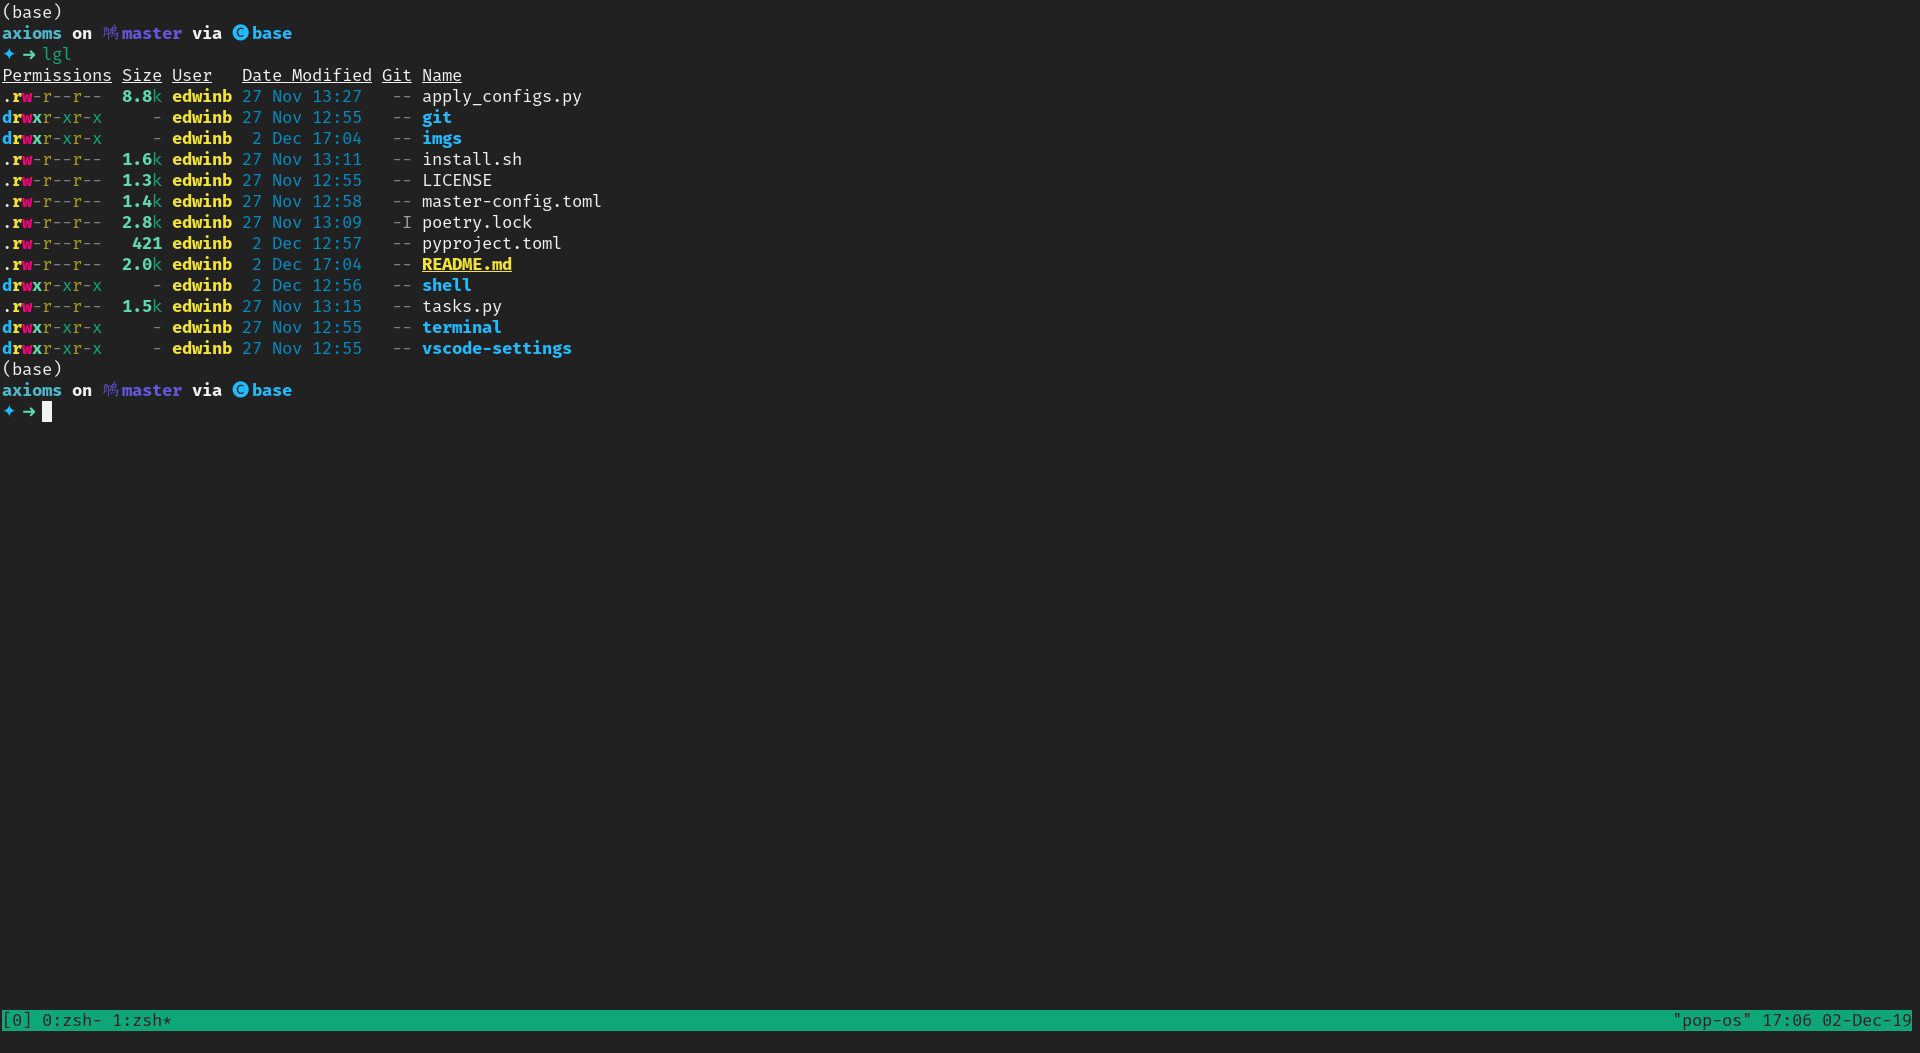 (base)
axioms on master via 🅒 base
✦ ➜ lgl
Permissions Size User   Date Modified Git Name
.rw-r--r--  8.8k edwinb 27 Nov 13:27   -- apply_configs.py
drwxr-xr-x     - edwinb 27 Nov 12:55   -- git
drwxr-xr-x     - edwinb  2 Dec 17:04   -- imgs
.rw-r--r--  1.6k edwinb 27 Nov 13:11   -- install.sh
.rw-r--r--  1.3k edwinb 27 Nov 12:55   -- LICENSE
.rw-r--r--  1.4k edwinb 27 Nov 12:58   -- master-config.toml
.rw-r--r--  2.8k edwinb 27 Nov 13:09   -I poetry.lock
.rw-r--r--   421 edwinb  2 Dec 12:57   -- pyproject.toml
.rw-r--r--  2.0k edwinb  2 Dec 17:04   -- README.md
drwxr-xr-x     - edwinb  2 Dec 12:56   -- shell
.rw-r--r--  1.5k edwinb 27 Nov 13:15   -- tasks.py
drwxr-xr-x     - edwinb 27 Nov 12:55   -- terminal
drwxr-xr-x     - edwinb 27 Nov 12:55   -- vscode-settings
(base)
axioms on master via 🅒 base
✦ ➜
[0] 0:zsh- 1:zsh* "pop-os" 17:06 02-Dec-19